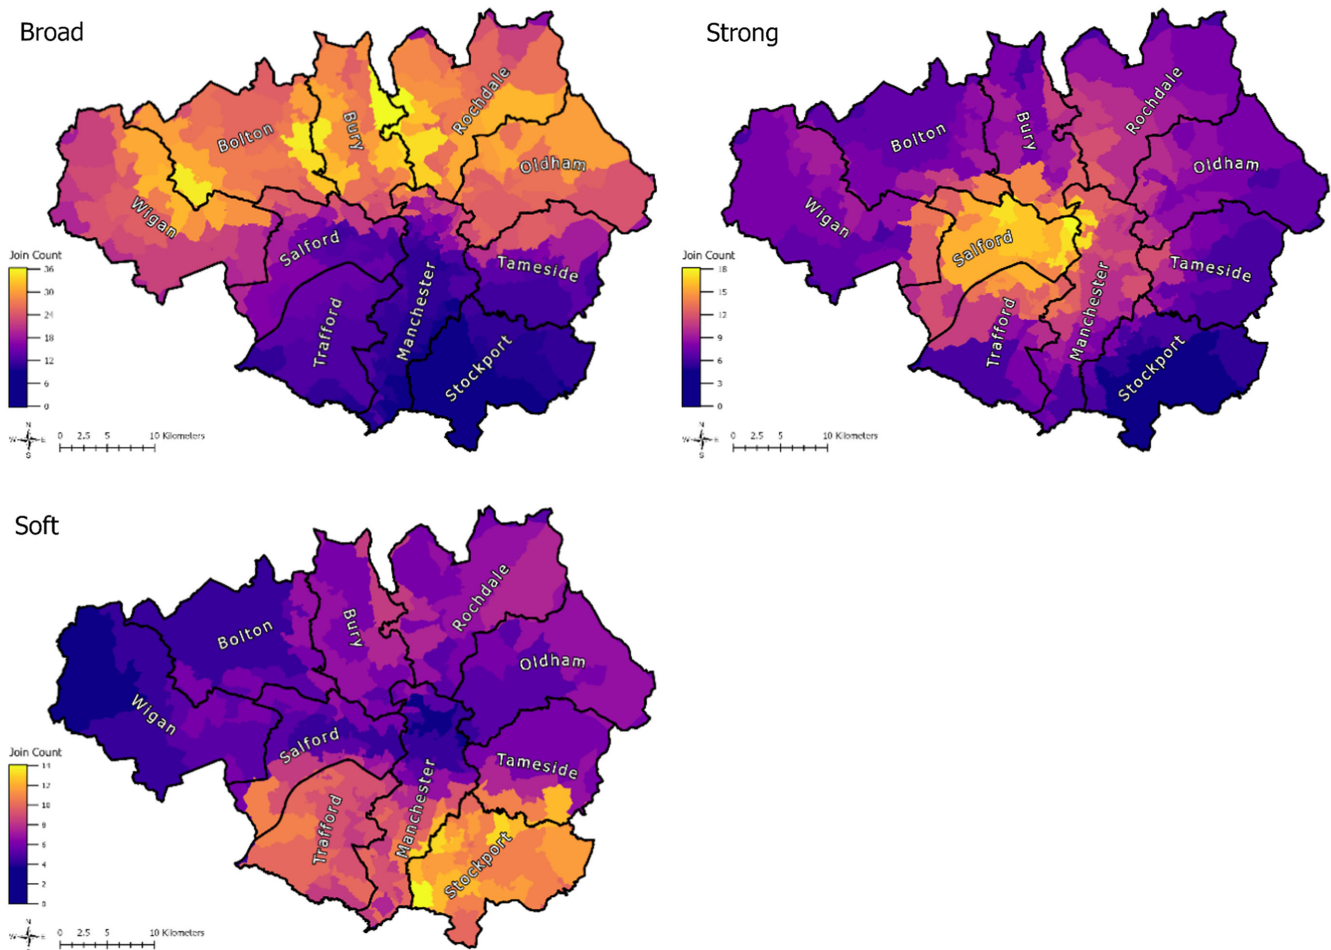 Broad
Bolton
Bury
Rochdale
Oldham
Wigan
Salford
Tameside
Trafford
Manchester
Stockport
Join Count
36
30
24
18
12
6
0
N
W E
S
0 2.5 5 10 Kilometers
Strong
Bolton
Bury
Rochdale
Oldham
Wigan
Salford
Tameside
Trafford
Manchester
Stockport
Join Count
18
15
12
9
6
3
0
N
W E
S
0 2.5 5 10 Kilometers
Soft
Bolton
Bury
Rochdale
Oldham
Wigan
Salford
Tameside
Trafford
Manchester
Stockport
Join Count
12
10
8
6
4
2
0
N
W E
S
0 2.5 5 10 Kilometers